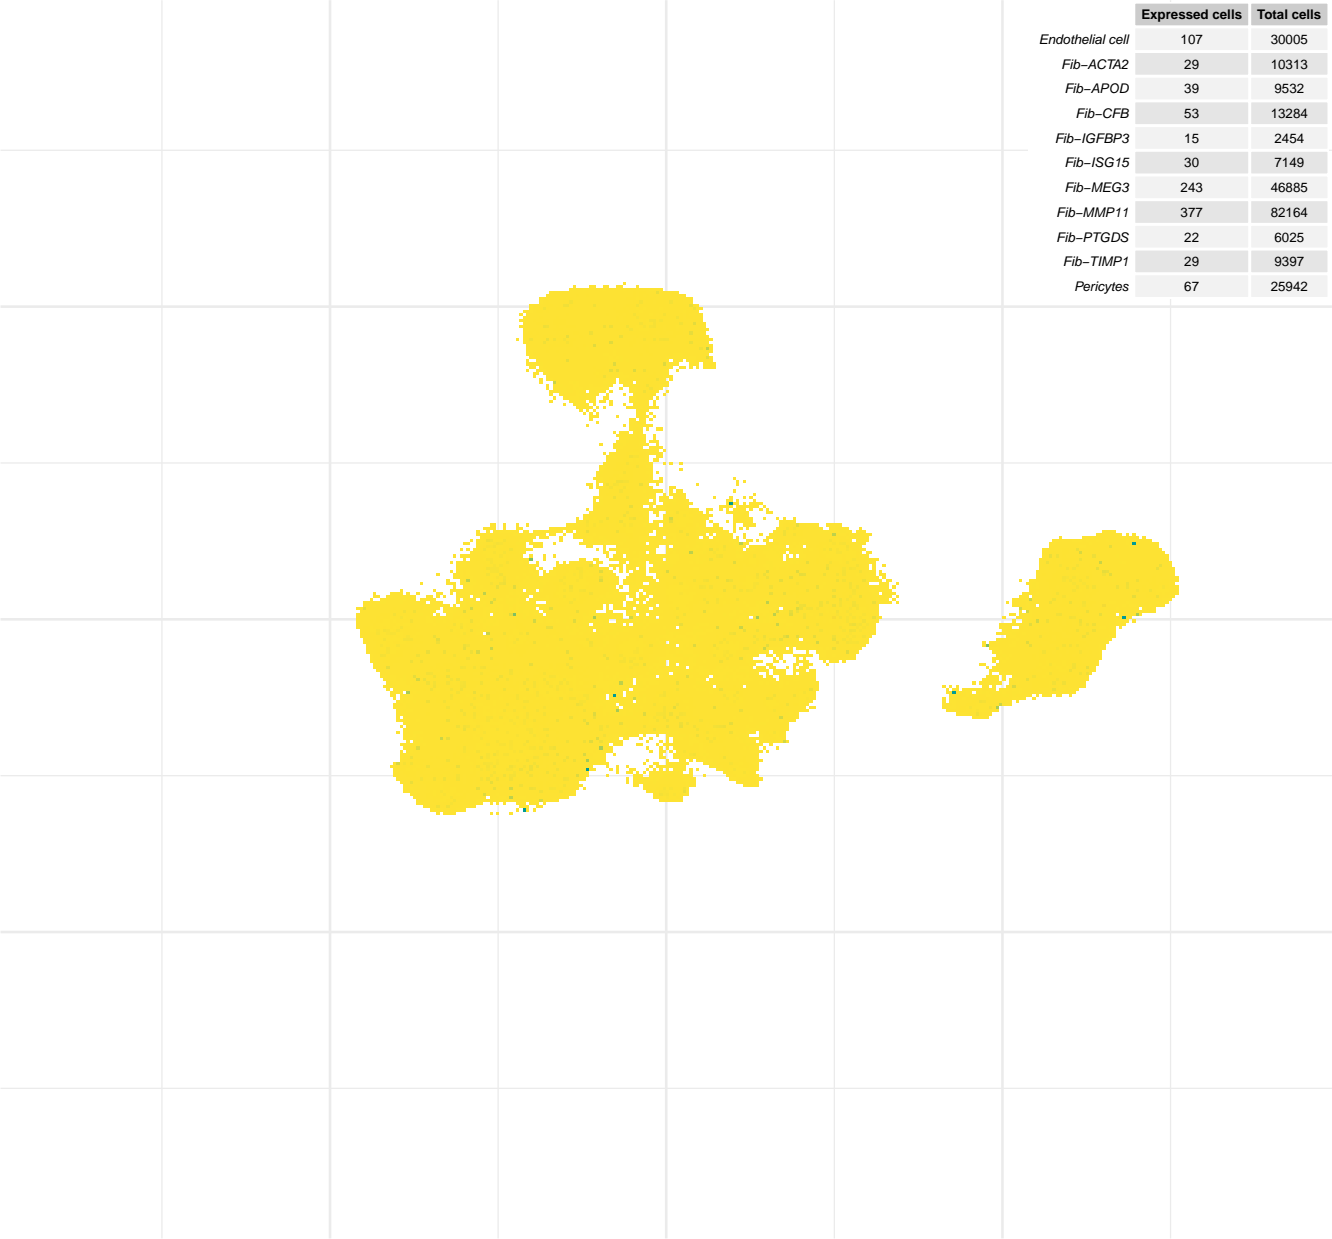 Expressed cells Total cells
Endothelial cell 107 30005
Fib−ACTA2 29 10313
Fib−APOD 39 9532
Fib−CFB 53 13284
Fib−IGFBP3 15 2454
Fib−ISG15 30 7149
Fib−MEG3 243 46885
Fib−MMP11 377 82164
Fib−PTGDS 22 6025
Fib−TIMP1 29 9397
Pericytes 67 25942